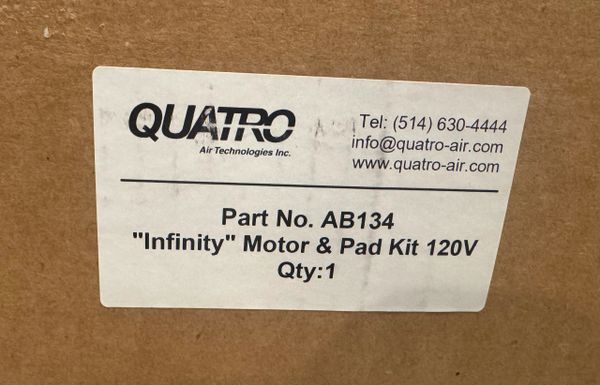 QUATRO
Air Technologies Inc.
Tel: (514) 630-4444
info@quatro-air.com
www.quatro-air.com
Part No. AB134
"Infinity" Motor & Pad Kit 120V
Qty:1